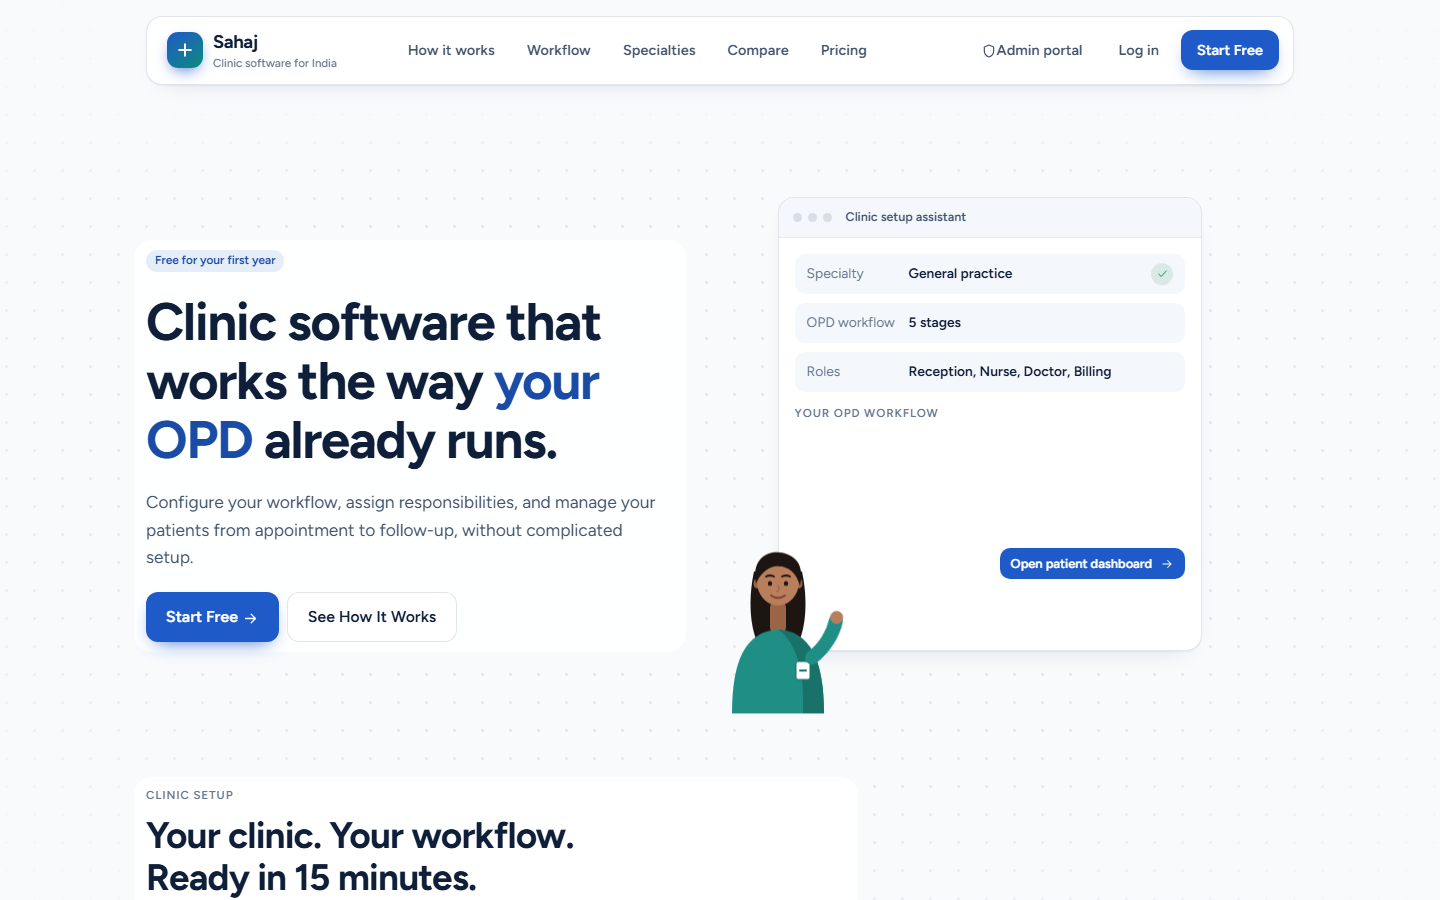 Sahaj
Clinic software for India
How it works
Workflow
Specialties
Compare
Pricing
Admin portal
Log in
Start Free
Free for your first year
Clinic software that
works the way your
OPD already runs.
Configure your workflow, assign responsibilities, and manage your
patients from appointment to follow-up, without complicated
setup.
Start Free →
See How It Works
Clinic setup assistant
Specialty General practice
OPD workflow 5 stages
Roles Reception, Nurse, Doctor, Billing
YOUR OPD WORKFLOW
Open patient dashboard →
CLINIC SETUP
Your clinic. Your workflow.
Ready in 15 minutes.